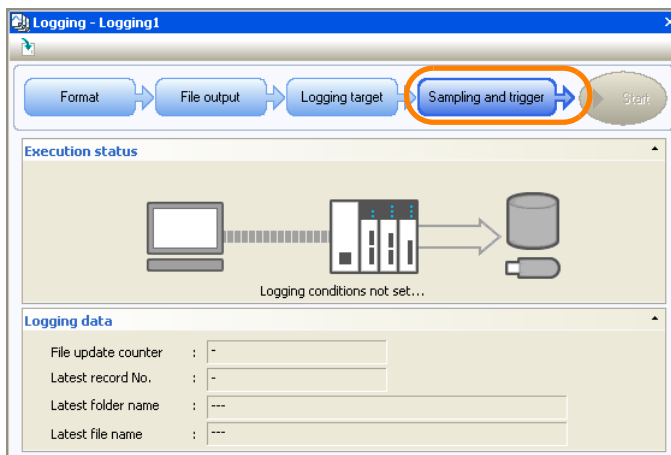 Logging - Logging1
Format File output Logging target Sampling and trigger Start
Execution status
Logging conditions not set...
Logging data
File update counter : -
Latest record No. : -
Latest folder name : ---
Latest file name : ---